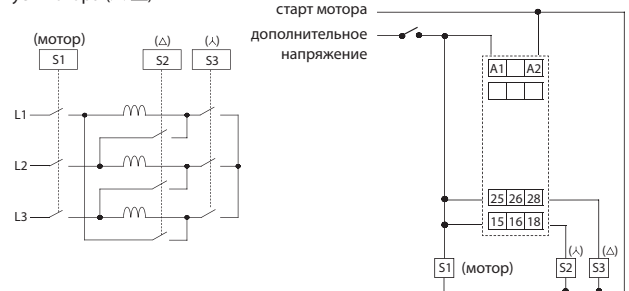 старт мотора
дополнительное
напряжение
(мотор)
(△)
(⅄)
S1
S2
S3
L1
L2
L3
A1
A2
25 26 28
15 16 18
(⅄)
(△)
S1 (мотор)
S2
S3